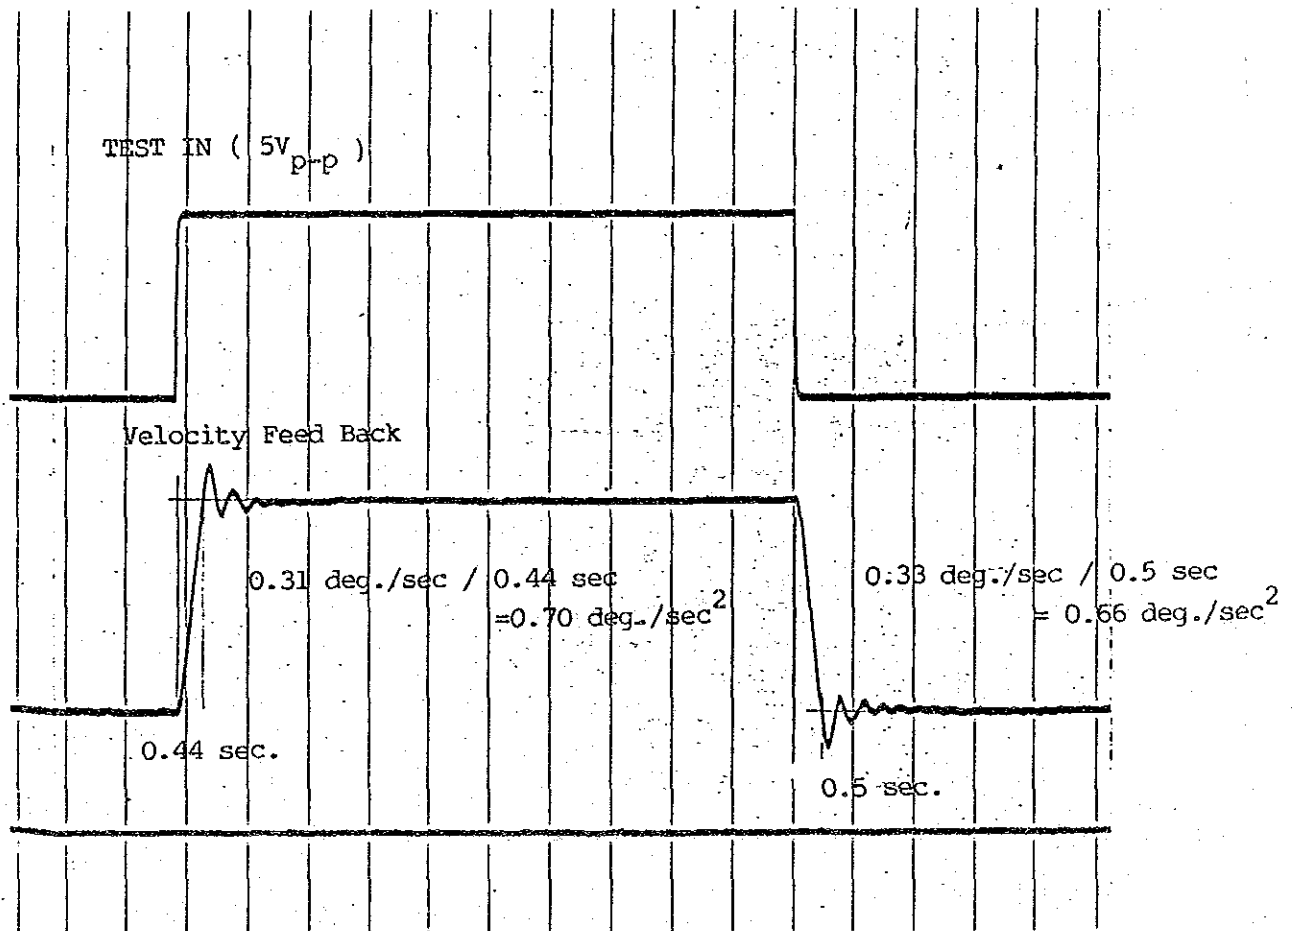 TEST IN ( 5Vp-p )
Velocity Feed Back
0.31 deg./sec / 0.44 sec
=0.70 deg./sec2
0.33 deg./sec / 0.5 sec
= 0.66 deg./sec2
0.44 sec.
0.5 sec.